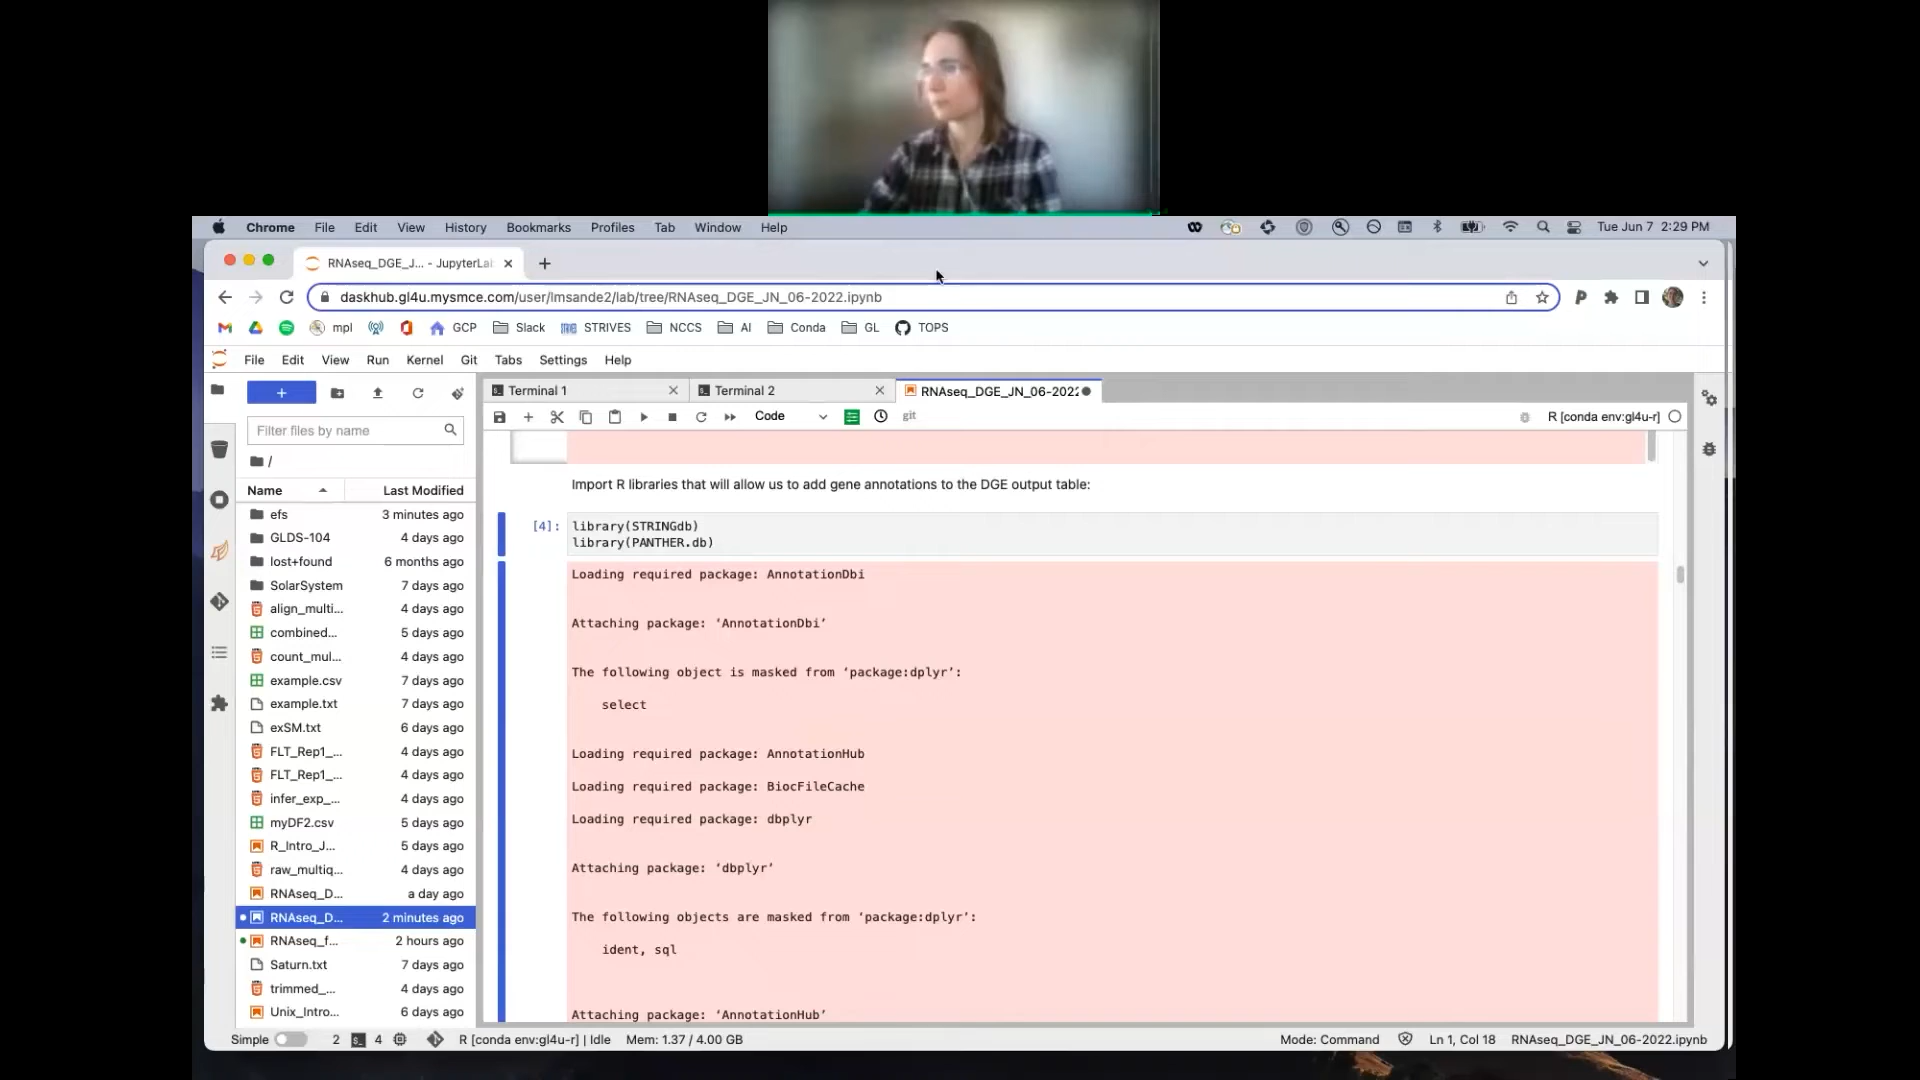 Chrome File Edit View History Bookmarks Profiles Tab Window Help Tue Jun 7 2:29 PM
RNAseq_DGE_J... - JupyterLa
daskhub.gl4u.mysmce.com/user/lmsande2/lab/tree/RNAseq_DGE_JN_06-2022.ipynb
mpl GCP Slack STRIVES NCCS AI Conda GL TOPS
File Edit View Run Kernel Git Tabs Settings Help
Terminal 1 Terminal 2 RNAseq_DGE_JN_06-2022
Code git R [conda env:gl4u-r]
Filter files by name
/
Name Last Modified
efs 3 minutes ago
GLDS-104 4 days ago
lost+found 6 months ago
SolarSystem 7 days ago
align_multi... 4 days ago
combined... 5 days ago
count_mul... 4 days ago
example.csv 7 days ago
example.txt 7 days ago
exSM.txt 6 days ago
FLT_Rep1_... 4 days ago
FLT_Rep1_... 4 days ago
infer_exp_... 4 days ago
myDF2.csv 5 days ago
R_Intro_J... 5 days ago
raw_multiq... 4 days ago
RNAseq_D... a day ago
RNAseq_D... 2 minutes ago
RNAseq_f... 2 hours ago
Saturn.txt 7 days ago
trimmed_... 4 days ago
Unix_Intro... 6 days ago
Import R libraries that will allow us to add gene annotations to the DGE output table:
[4]: library(STRINGdb)
library(PANTHER.db)
Loading required package: AnnotationDbi
Attaching package: ‘AnnotationDbi’
The following object is masked from ‘package:dplyr’:
select
Loading required package: AnnotationHub
Loading required package: BiocFileCache
Loading required package: dbplyr
Attaching package: ‘dbplyr’
The following objects are masked from ‘package:dplyr’:
ident, sql
Attaching package: ‘AnnotationHub’
Simple 2 4 R [conda env:gl4u-r] | Idle Mem: 1.37 / 4.00 GB Mode: Command Ln 1, Col 18 RNAseq_DGE_JN_06-2022.ipynb